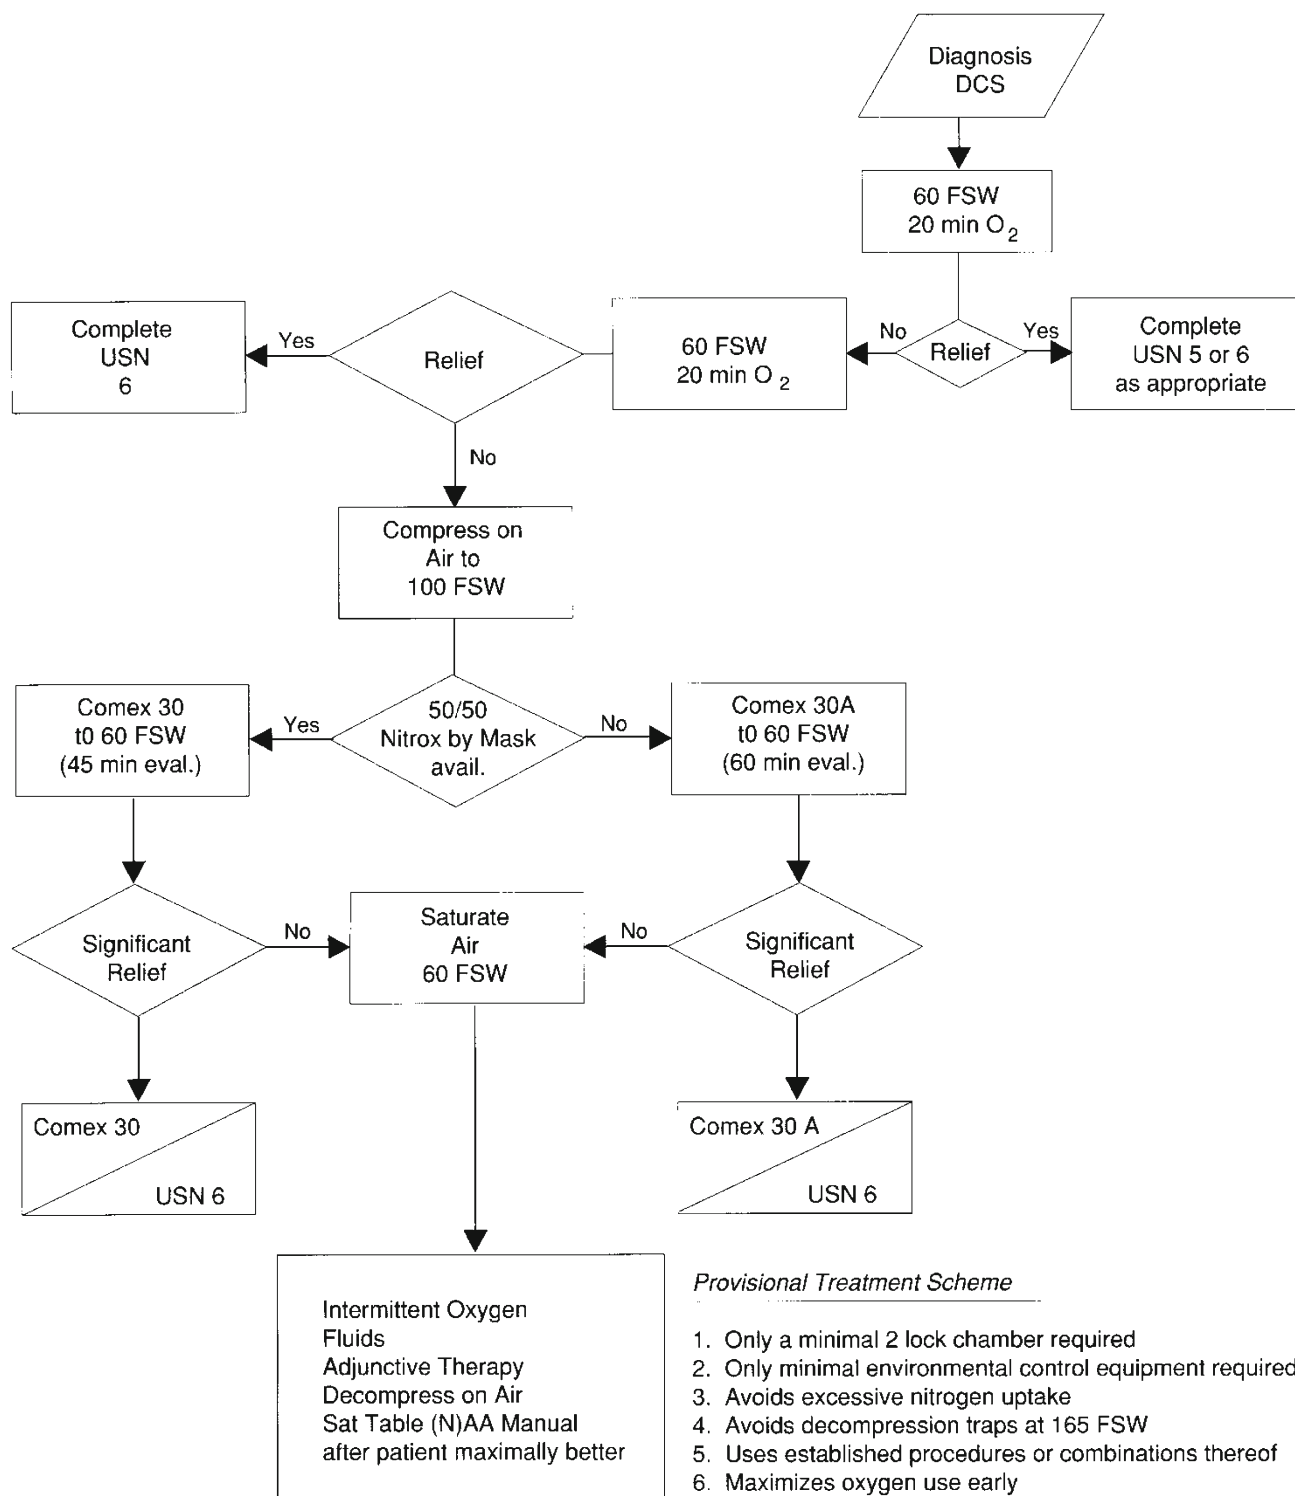 Diagnosis
DCS
60 FSW
20 min O2
Relief
No
Yes
Complete
USN 5 or 6
as appropriate
60 FSW
20 min O2
Relief
Yes
Complete
USN
6
No
Compress on
Air to
100 FSW
50/50
Nitrox by Mask
avail.
Yes
No
Comex 30
t0 60 FSW
(45 min eval.)
Comex 30A
t0 60 FSW
(60 min eval.)
Significant
Relief
No
Saturate
Air
60 FSW
No
Significant
Relief
Comex 30
USN 6
Comex 30 A
USN 6
Intermittent Oxygen
Fluids
Adjunctive Therapy
Decompress on Air
Sat Table (N)AA Manual
after patient maximally better
Provisional Treatment Scheme
1. Only a minimal 2 lock chamber required
2. Only minimal environmental control equipment required
3. Avoids excessive nitrogen uptake
4. Avoids decompression traps at 165 FSW
5. Uses established procedures or combinations thereof
6. Maximizes oxygen use early